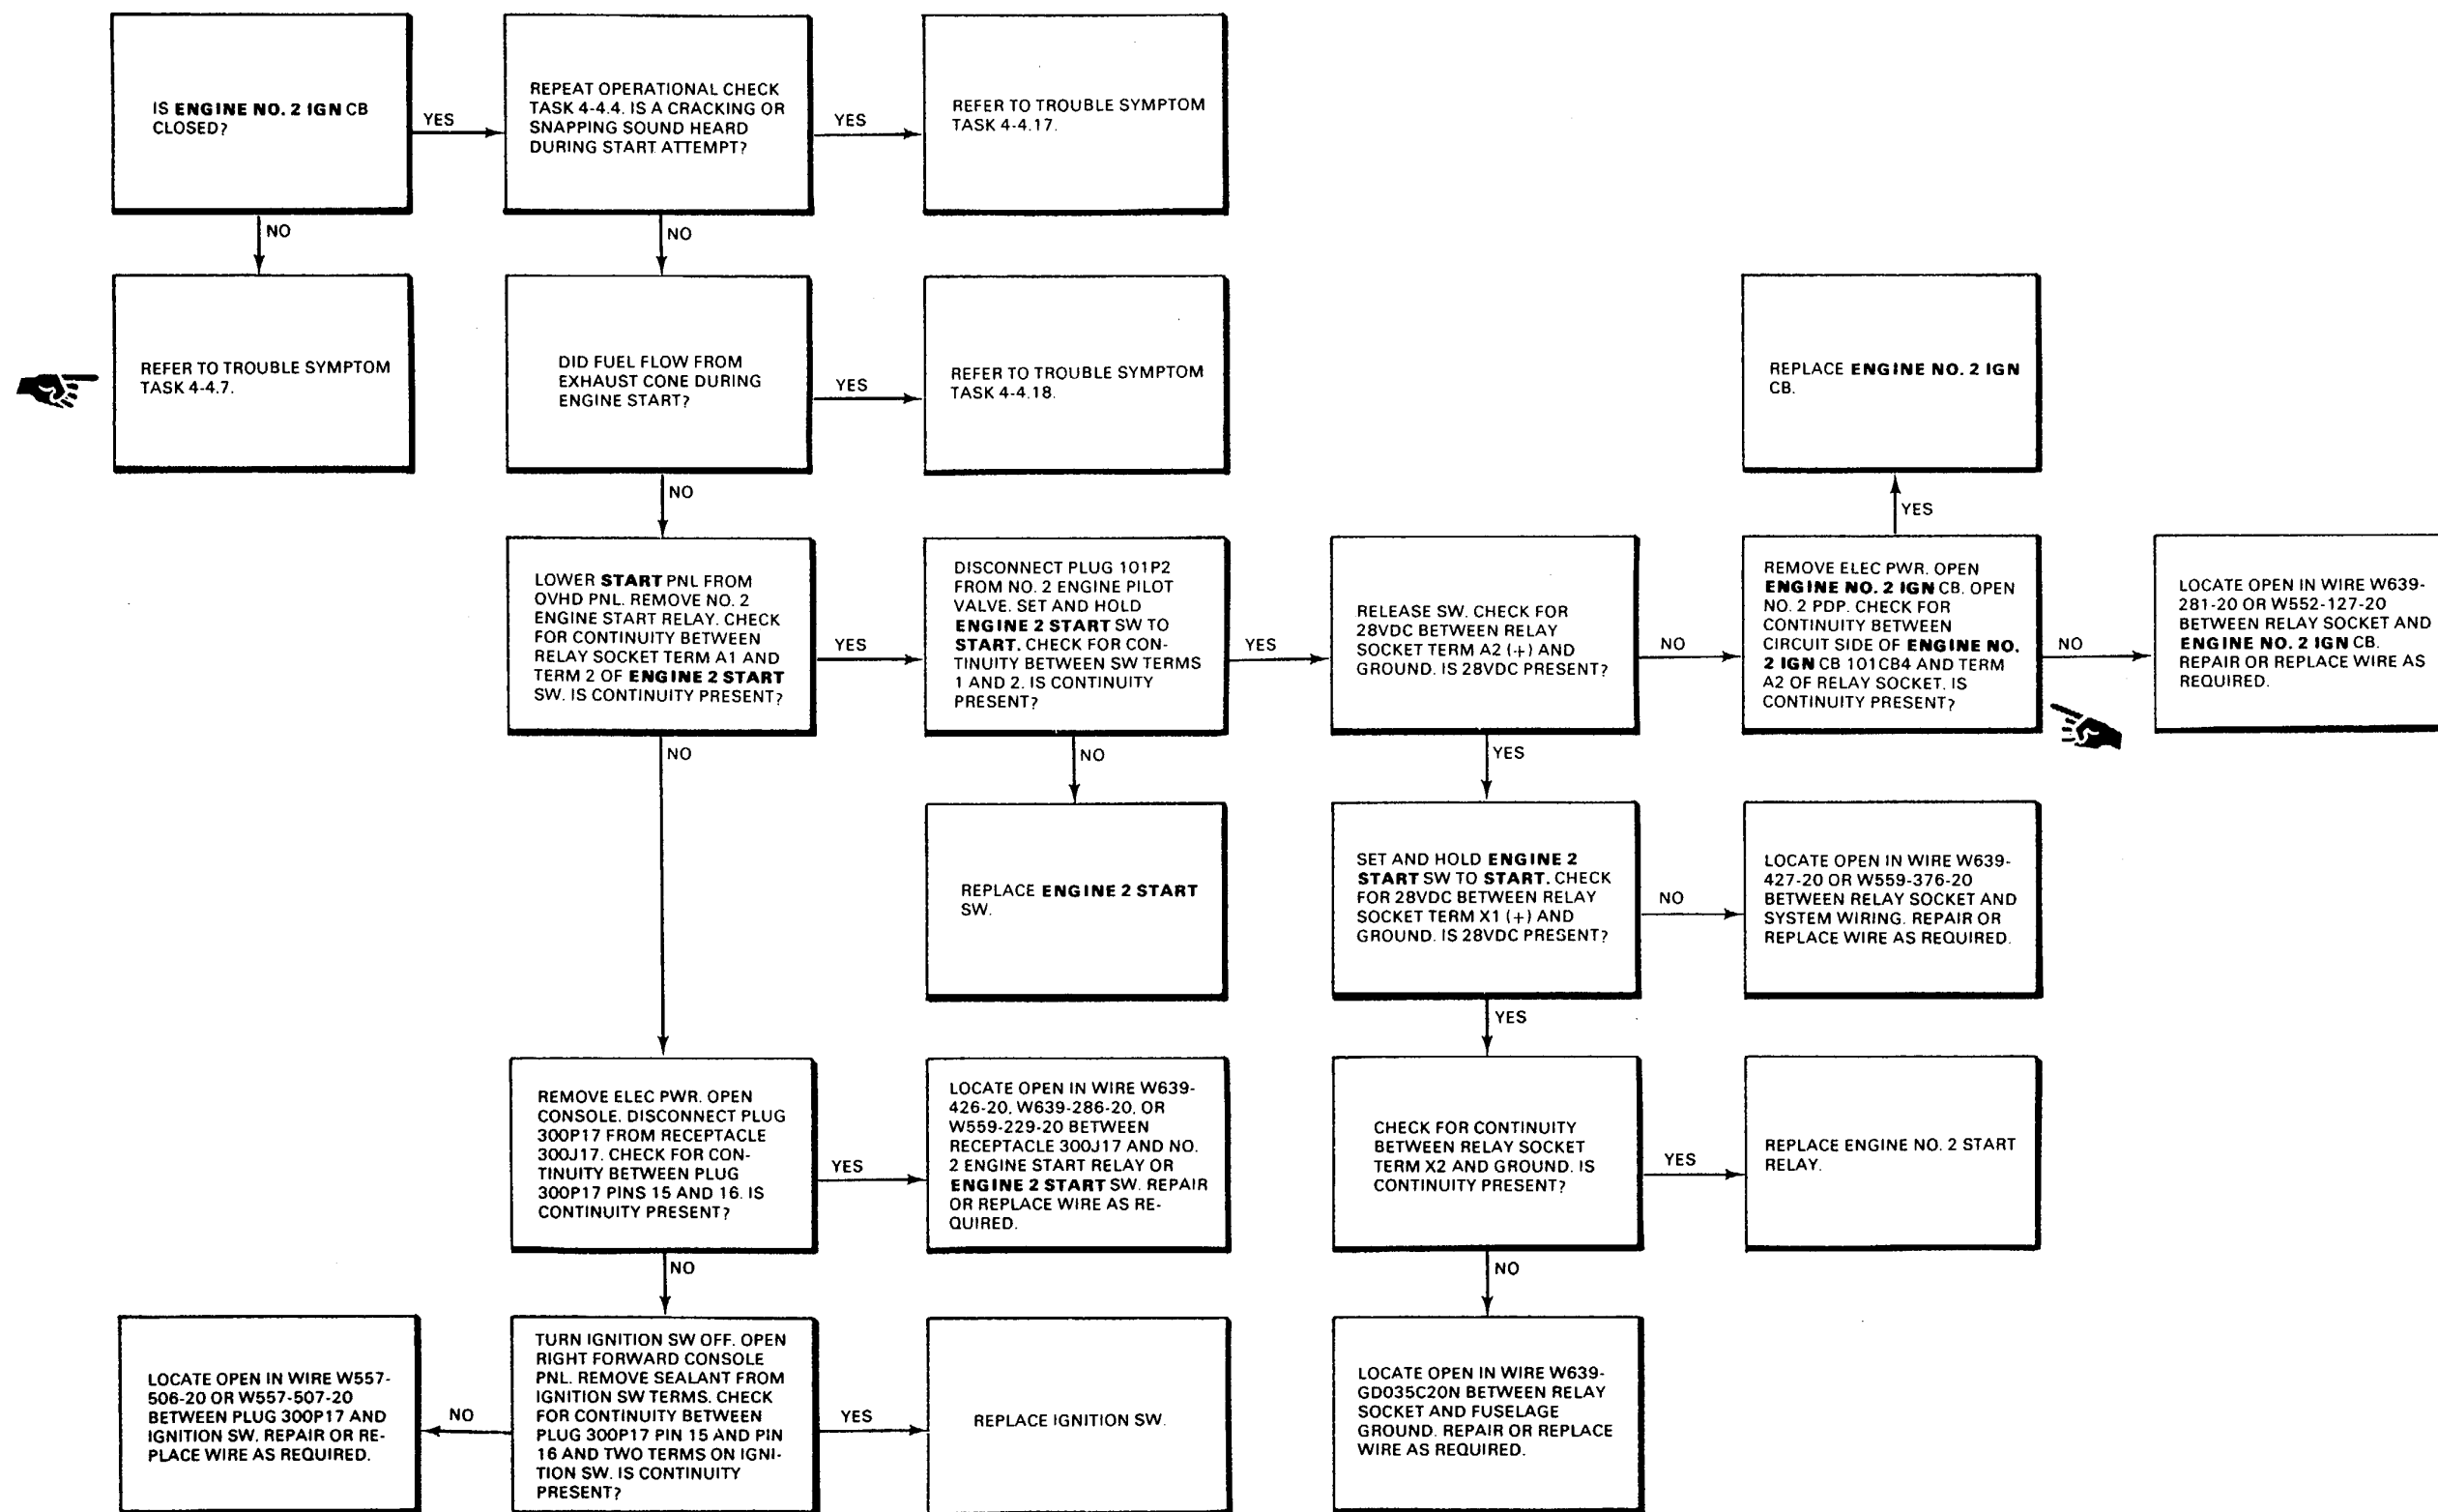 IS ENGINE NO. 2 IGN CB
CLOSED?
YES
NO
REPEAT OPERATIONAL CHECK
TASK 4-4.4. IS A CRACKING OR
SNAPPING SOUND HEARD
DURING START ATTEMPT?
YES
NO
REFER TO TROUBLE SYMPTOM
TASK 4-4.17.
REFER TO TROUBLE SYMPTOM
TASK 4-4.7.
DID FUEL FLOW FROM
EXHAUST CONE DURING
ENGINE START?
YES
NO
REFER TO TROUBLE SYMPTOM
TASK 4-4.18.
REPLACE ENGINE NO. 2 IGN
CB.
YES
LOWER START PNL FROM
OVHD PNL. REMOVE NO. 2
ENGINE START RELAY. CHECK
FOR CONTINUITY BETWEEN
RELAY SOCKET TERM A1 AND
TERM 2 OF ENGINE 2 START
SW. IS CONTINUITY PRESENT?
YES
NO
DISCONNECT PLUG 101P2
FROM NO. 2 ENGINE PILOT
VALVE. SET AND HOLD
ENGINE 2 START SW TO
START. CHECK FOR CON-
TINUITY BETWEEN SW TERMS
1 AND 2. IS CONTINUITY
PRESENT?
YES
NO
RELEASE SW. CHECK FOR
28VDC BETWEEN RELAY
SOCKET TERM A2 (+) AND
GROUND. IS 28VDC PRESENT?
NO
YES
REMOVE ELEC PWR. OPEN
ENGINE NO. 2 IGN CB. OPEN
NO. 2 PDP. CHECK FOR
CONTINUITY BETWEEN
CIRCUIT SIDE OF ENGINE NO.
2 IGN CB 101CB4 AND TERM
A2 OF RELAY SOCKET. IS
CONTINUITY PRESENT?
NO
LOCATE OPEN IN WIRE W639-
281-20 OR W552-127-20
BETWEEN RELAY SOCKET AND
ENGINE NO. 2 IGN CB.
REPAIR OR REPLACE WIRE AS
REQUIRED.
REPLACE ENGINE 2 START
SW.
SET AND HOLD ENGINE 2
START SW TO START. CHECK
FOR 28VDC BETWEEN RELAY
SOCKET TERM X1 (+) AND
GROUND. IS 28VDC PRESENT?
NO
YES
LOCATE OPEN IN WIRE W639-
427-20 OR W559-376-20
BETWEEN RELAY SOCKET AND
SYSTEM WIRING. REPAIR OR
REPLACE WIRE AS REQUIRED.
REMOVE ELEC PWR. OPEN
CONSOLE. DISCONNECT PLUG
300P17 FROM RECEPTACLE
300J17. CHECK FOR CON-
TINUITY BETWEEN PLUG
300P17 PINS 15 AND 16. IS
CONTINUITY PRESENT?
YES
NO
LOCATE OPEN IN WIRE W639-
426-20, W639-286-20, OR
W559-229-20 BETWEEN
RECEPTACLE 300J17 AND NO.
2 ENGINE START RELAY OR
ENGINE 2 START SW. REPAIR
OR REPLACE WIRE AS RE-
QUIRED.
CHECK FOR CONTINUITY
BETWEEN RELAY SOCKET
TERM X2 AND GROUND. IS
CONTINUITY PRESENT?
YES
NO
REPLACE ENGINE NO. 2 START
RELAY.
LOCATE OPEN IN WIRE W557-
506-20 OR W557-507-20
BETWEEN PLUG 300P17 AND
IGNITION SW. REPAIR OR RE-
PLACE WIRE AS REQUIRED.
NO
TURN IGNITION SW OFF. OPEN
RIGHT FORWARD CONSOLE
PNL. REMOVE SEALANT FROM
IGNITION SW TERMS. CHECK
FOR CONTINUITY BETWEEN
PLUG 300P17 PIN 15 AND PIN
16 AND TWO TERMS ON IGNI-
TION SW. IS CONTINUITY
PRESENT?
YES
REPLACE IGNITION SW.
LOCATE OPEN IN WIRE W639-
GD035C20N BETWEEN RELAY
SOCKET AND FUSELAGE
GROUND. REPAIR OR REPLACE
WIRE AS REQUIRED.